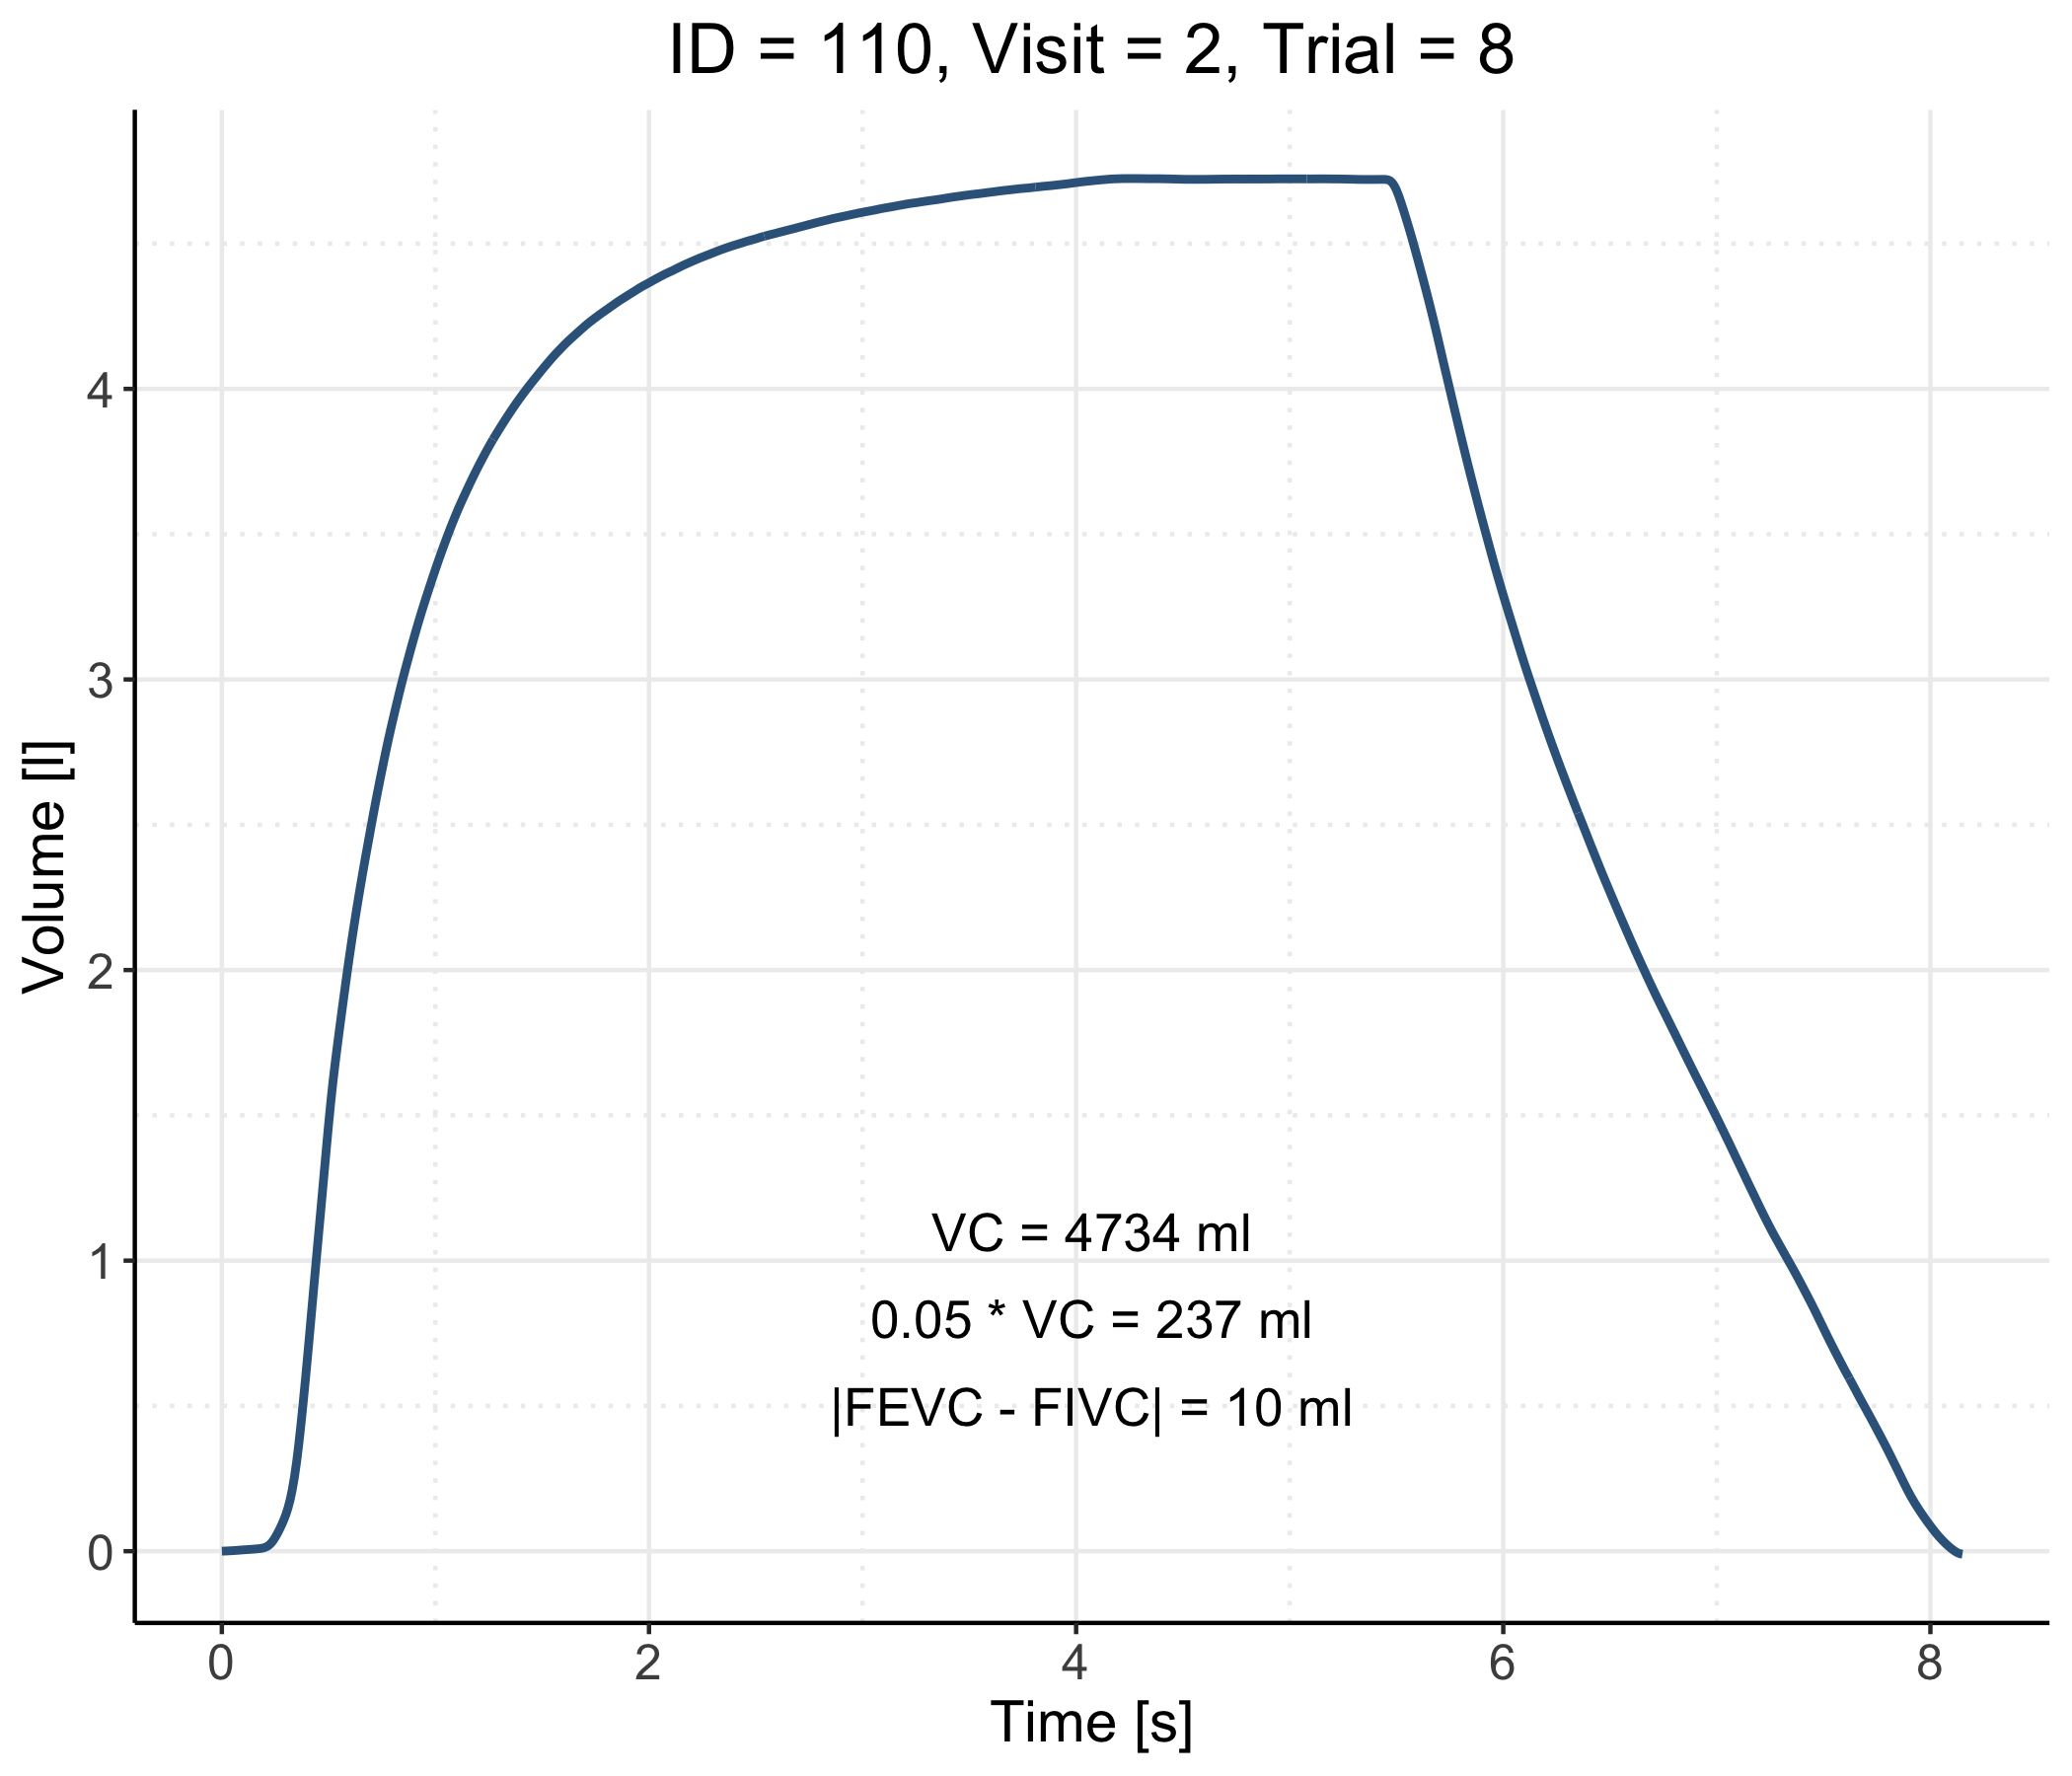 ID = 110, Visit = 2, Trial = 8
Volume [l]
4
3
2
1
0
VC = 4734 ml
0.05 * VC = 237 ml
|FEVC - FIVC| = 10 ml
0 2 4 6 8
Time [s]